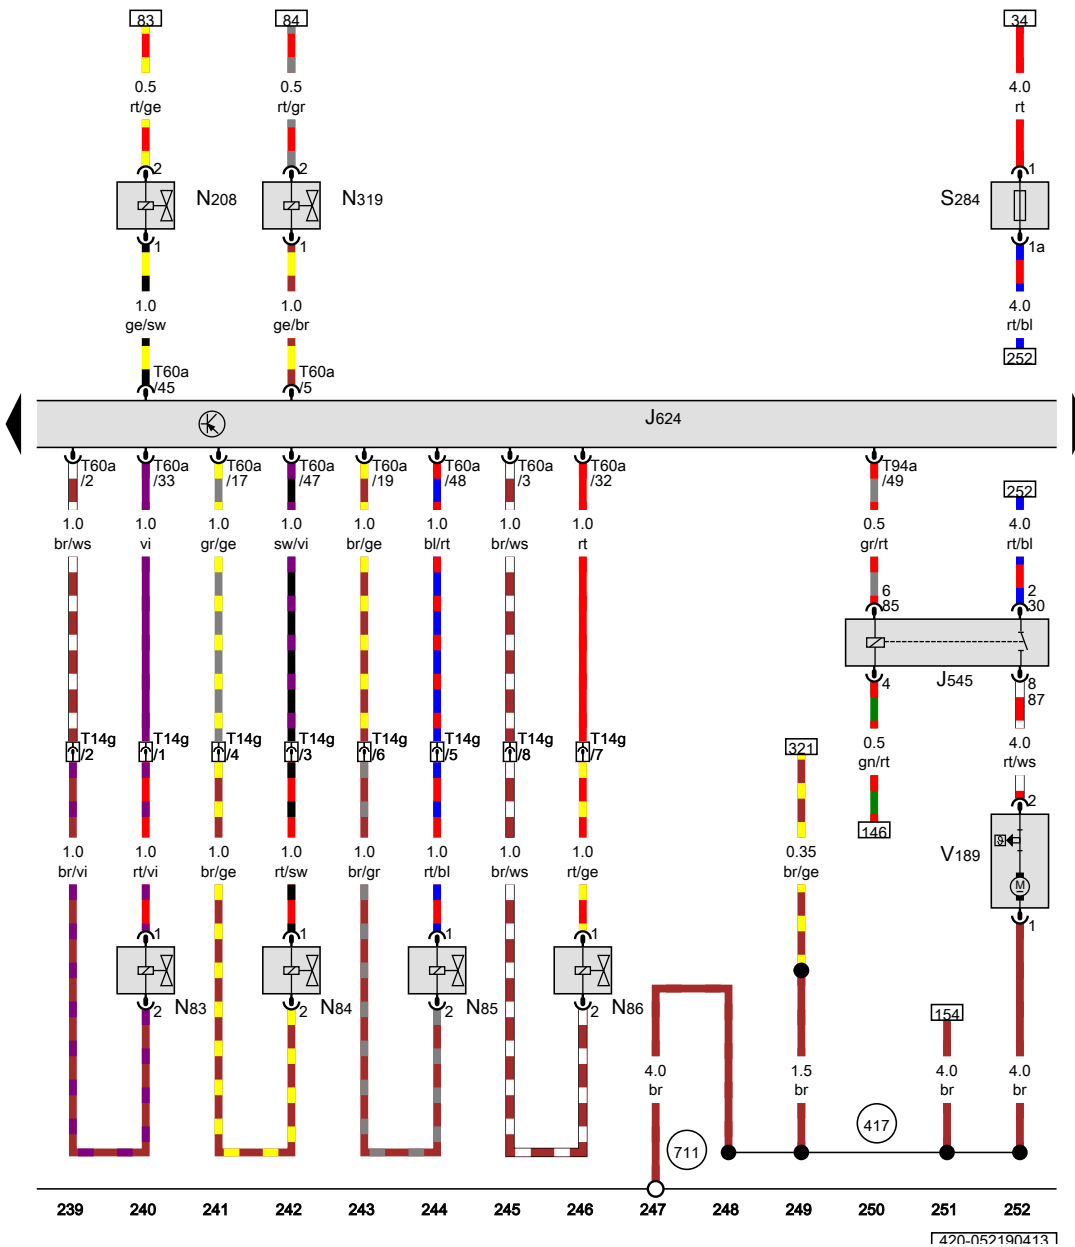 83 84 34
0.5 0.5 4.0
rt/ge rt/gr rt
2 2 1
N208 N319 S284
1 1 1a
1.0 1.0 4.0
ge/sw ge/br rt/bl
252
T60a T60a
/45 /5
J624
T60a T60a T60a T60a T60a T60a T60a T60a T94a
/2 /33 /17 /47 /19 /48 /3 /32 /49
252
1.0 1.0 1.0 1.0 1.0 1.0 1.0 1.0 0.5 4.0
br/ws vi gr/ge sw/vi br/ge bl/rt br/ws rt gr/rt rt/bl
6 2
85 30
J545
4 8
87
T14g T14g T14g T14g T14g T14g T14g T14g
/2 /1 /4 /3 /6 /5 /8 /7
321
0.5 4.0
gn/rt rt/ws
2
146
1.0 1.0 1.0 1.0 1.0 1.0 1.0 1.0 0.35
br/vi rt/vi br/ge rt/sw br/gr rt/bl br/ws rt/ge br/ge
V189
M
1
1 1 1 1
N83 N84 N85 N86
2 2 2 2
154
4.0 1.5 4.0 4.0
br br br br
417
711
239 240 241 242 243 244 245 246 247 248 249 250 251 252
420-052190413